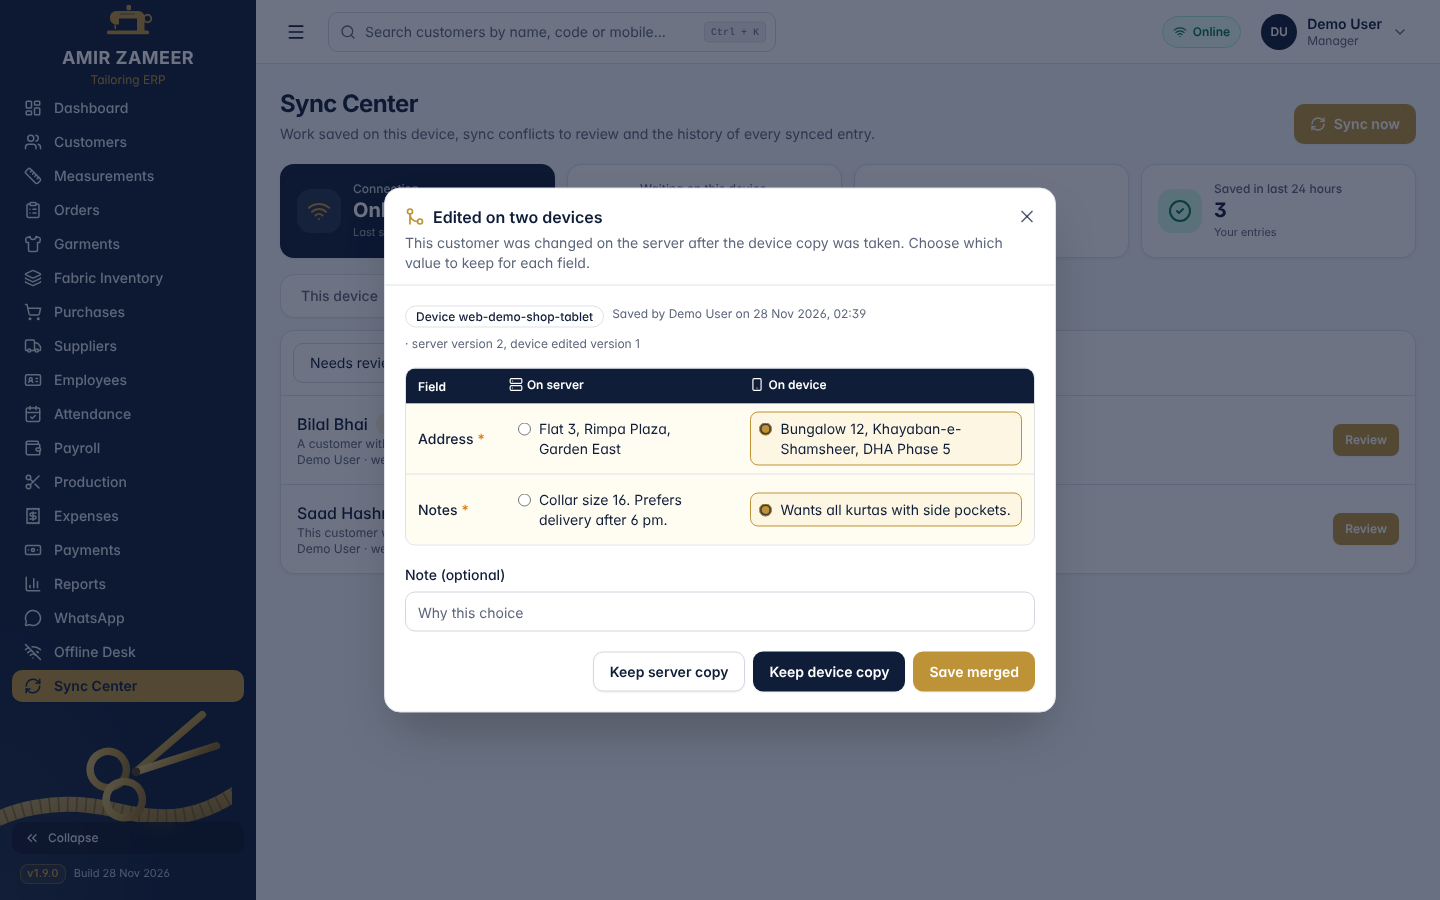 AMIR ZAMEER
Tailoring ERP
Dashboard
Customers
Measurements
Orders
Garments
Fabric Inventory
Purchases
Suppliers
Employees
Attendance
Payroll
Production
Expenses
Payments
Reports
WhatsApp
Offline Desk
Sync Center
Collapse
v1.9.0 Build 28 Nov 2026
Search customers by name, code or mobile... Ctrl + K
Online
DU
Demo User
Manager
Sync Center
Work saved on this device, sync conflicts to review and the history of every synced entry.
Sync now
Saved in last 24 hours
3
Your entries
This device
Bilal Bhai
A customer
Demo User
Review
Saad
This customer
Demo User
Review
Edited on two devices
This customer was changed on the server after the device copy was taken. Choose which
value to keep for each field.
Device web-demo-shop-tablet Saved by Demo User on 28 Nov 2026, 02:39
· server version 2, device edited version 1
Field On server On device
Address *
Flat 3, Rimpa Plaza,
Garden East
Bungalow 12, Khayaban-e-
Shamsheer, DHA Phase 5
Notes *
Collar size 16. Prefers
delivery after 6 pm.
Wants all kurtas with side pockets.
Note (optional)
Why this choice
Keep server copy
Keep device copy
Save merged